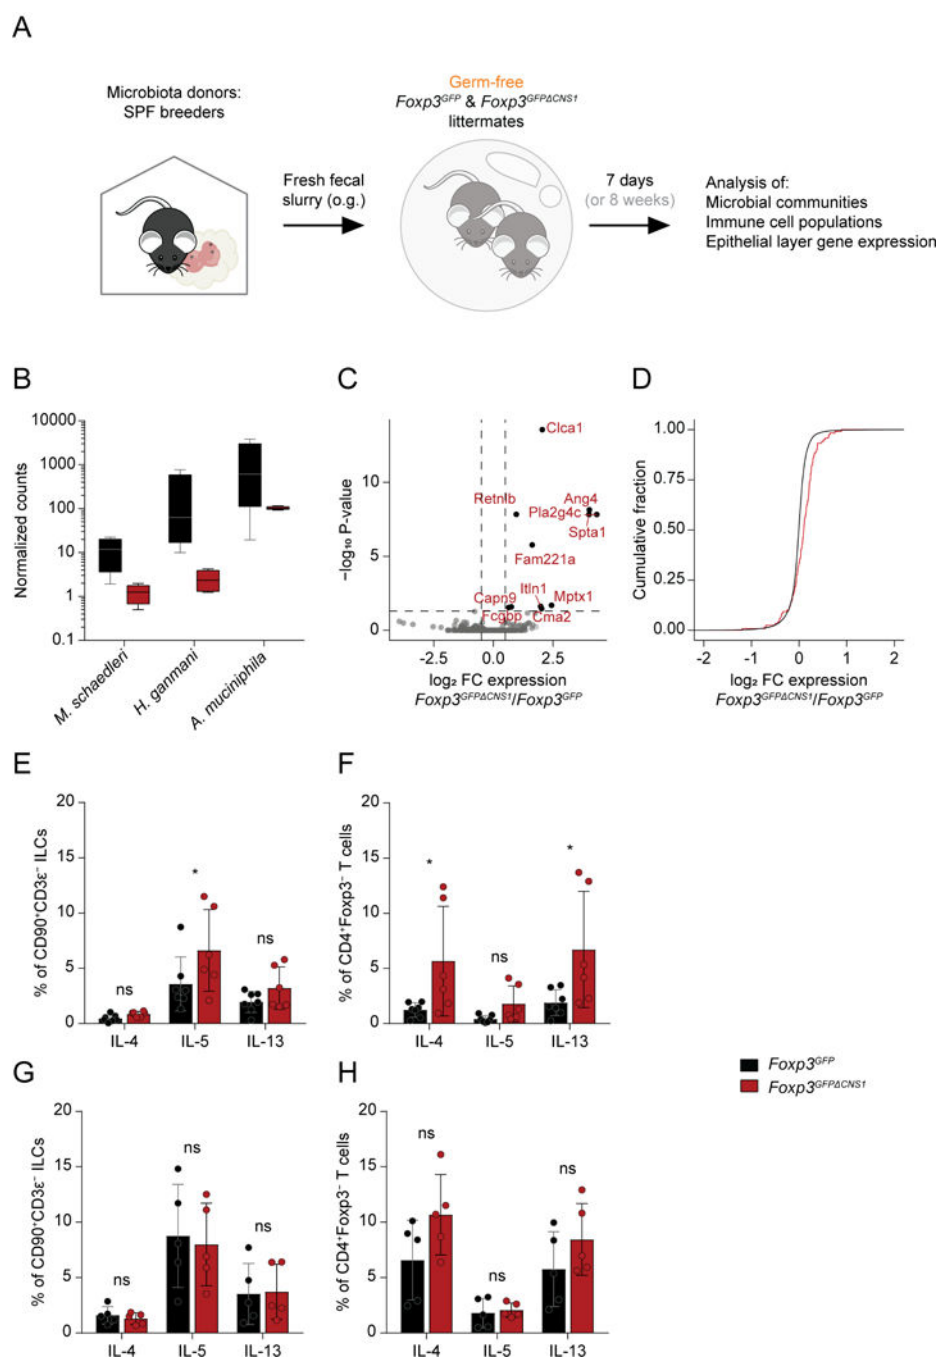 A
Microbiota donors:
SPF breeders
Fresh fecal
slurry (o.g.)
Germ-free
Foxp3GFP & Foxp3GFPΔCNS1
littermates
7 days
(or 8 weeks)
Analysis of:
Microbial communities
Immune cell populations
Epithelial layer gene expression
B
Normalized counts
10000
1000
100
10
1
0.1
M. schaedleri
H. ganmani
A. muciniphila
C
−log₁₀ P-value
10
5
0
Clca1
Retnlb
Ang4
Pla2g4c
Spta1
Fam221a
Itln1
Mptx1
Capn9
Fcgbp
Cma2
-2.5
0.0
2.5
log₂ FC expression
Foxp3GFPΔCNS1/Foxp3GFP
D
Cumulative fraction
1.00
0.75
0.50
0.25
0.00
-2
0
2
4
log₂ FC expression
Foxp3GFPΔCNS1/Foxp3GFP
E
% of CD90⁺CD3ε⁻ ILCs
20
15
10
5
0
ns
*
ns
IL-4
IL-5
IL-13
F
% of CD4⁺Foxp3⁻ T cells
20
15
10
5
0
*
ns
*
IL-4
IL-5
IL-13
Foxp3GFP
Foxp3GFPΔCNS1
G
% of CD90⁺CD3ε⁻ ILCs
20
15
10
5
0
ns
ns
ns
IL-4
IL-5
IL-13
H
% of CD4⁺Foxp3⁻ T cells
20
15
10
5
0
ns
ns
ns
IL-4
IL-5
IL-13